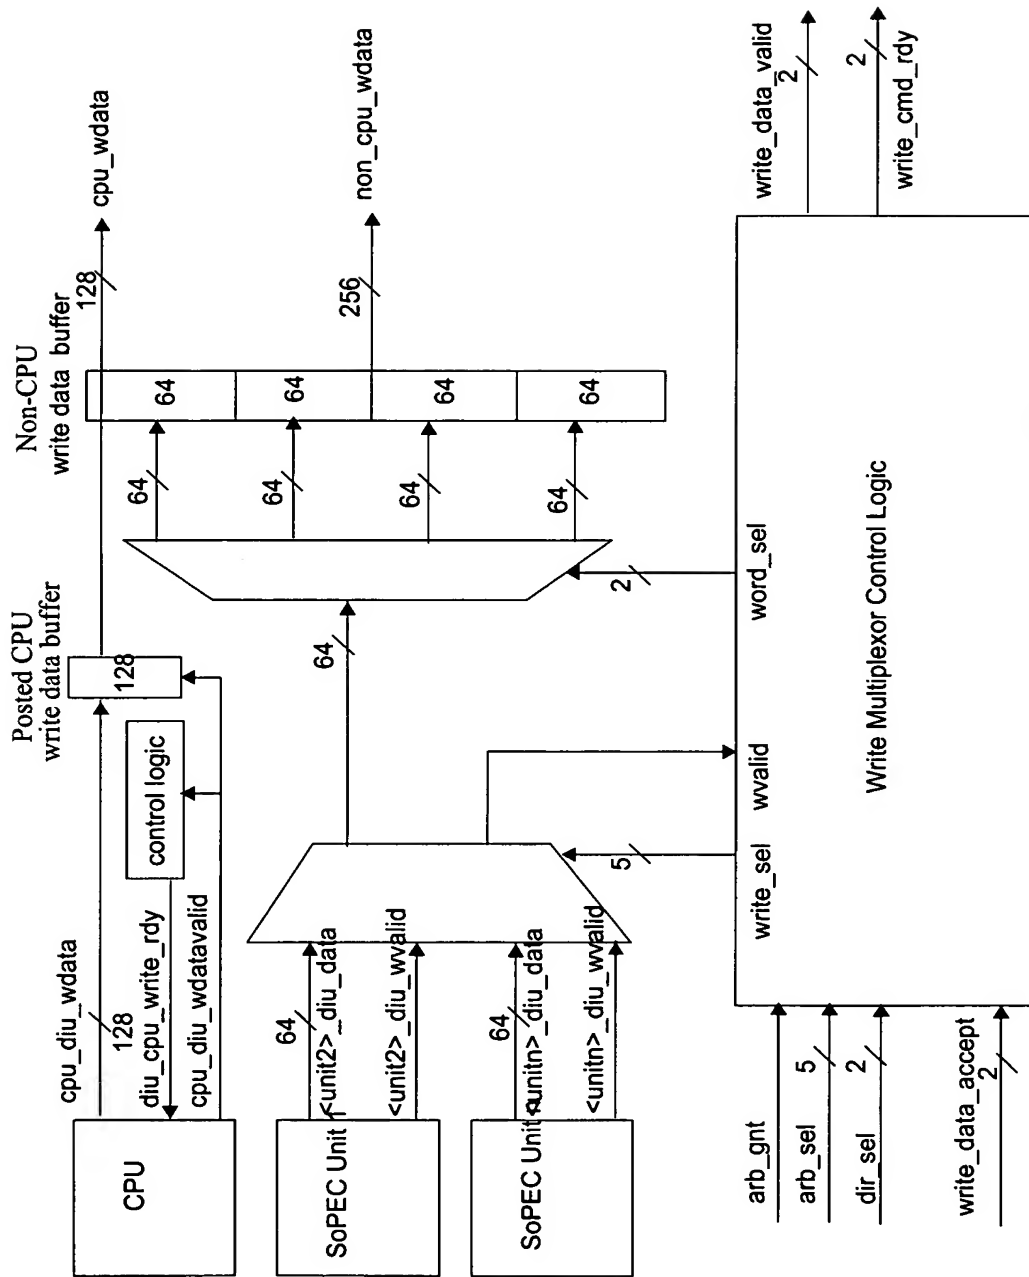 CPU
SoPEC Unit 1
SoPEC Unit n
cpu_diu_wdata
128
diu_cpu_write_rdy
cpu_diu_wdatavalid
64
<unit2>_diu_data
<unit2>_diu_wvalid
64
<unitn>_diu_data
<unitn>_diu_wvalid
control logic
Posted CPU
write data buffer
128
64
64
64
64
64
Non-CPU
write data buffer
64
64
64
64
128
cpu_wdata
256
non_cpu_wdata
arb_gnt
arb_sel
5
dir_sel
2
write_data_accept
2
write_sel
5
wvalid
word_sel
2
Write Multiplexor Control Logic
write_data_valid
2
write_cmd_rdy
2